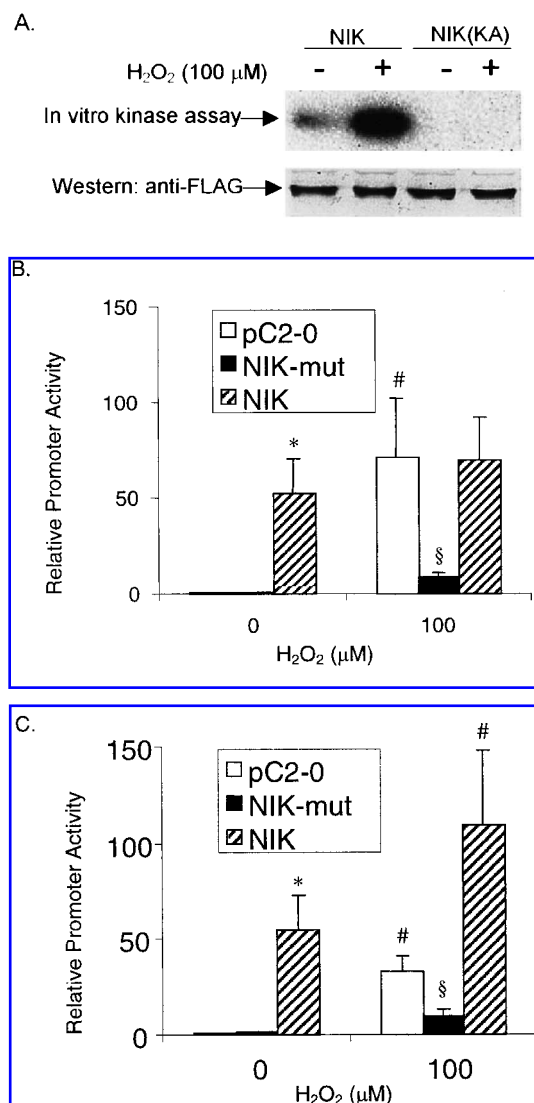 A.
NIK NIK(KA)
H₂O₂ (100 µM) - + - +
In vitro kinase assay
Western: anti-FLAG
B.
150
100
50
0
Relative Promoter Activity
pC2-0
NIK-mut
NIK
*
#
§
0 100
H₂O₂ (µM)
C.
150
100
50
0
Relative Promoter Activity
pC2-0
NIK-mut
NIK
*
#
§
#
0 100
H₂O₂ (µM)